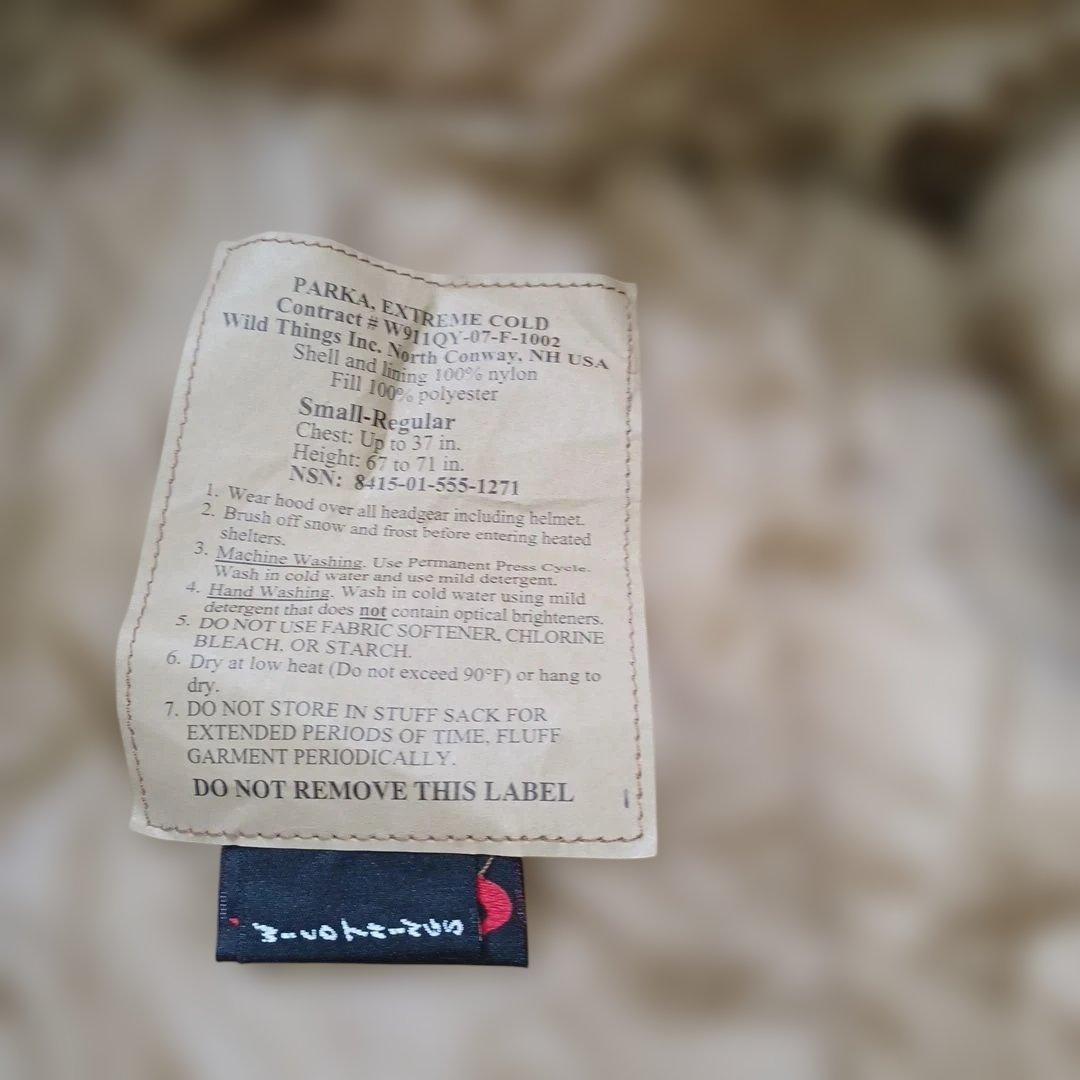 PARKA, EXTREME COLD
Contract # W911QY-07-F-1002
Wild Things Inc. North Conway, NH USA
Shell and lining 100% nylon
Fill 100% polyester
Small-Regular
Chest: Up to 37 in.
Height: 67 to 71 in.
NSN: 8415-01-555-1271
1. Wear hood over all headgear including helmet.
2. Brush off snow and frost before entering heated
shelters.
3. Machine Washing. Use Permanent Press Cycle.
Wash in cold water and use mild detergent.
4. Hand Washing. Wash in cold water using mild
detergent that does not contain optical brighteners.
5. DO NOT USE FABRIC SOFTENER, CHLORINE
BLEACH, OR STARCH.
6. Dry at low heat (Do not exceed 90°F) or hang to
dry.
7. DO NOT STORE IN STUFF SACK FOR
EXTENDED PERIODS OF TIME, FLUFF
GARMENT PERIODICALLY.
DO NOT REMOVE THIS LABEL